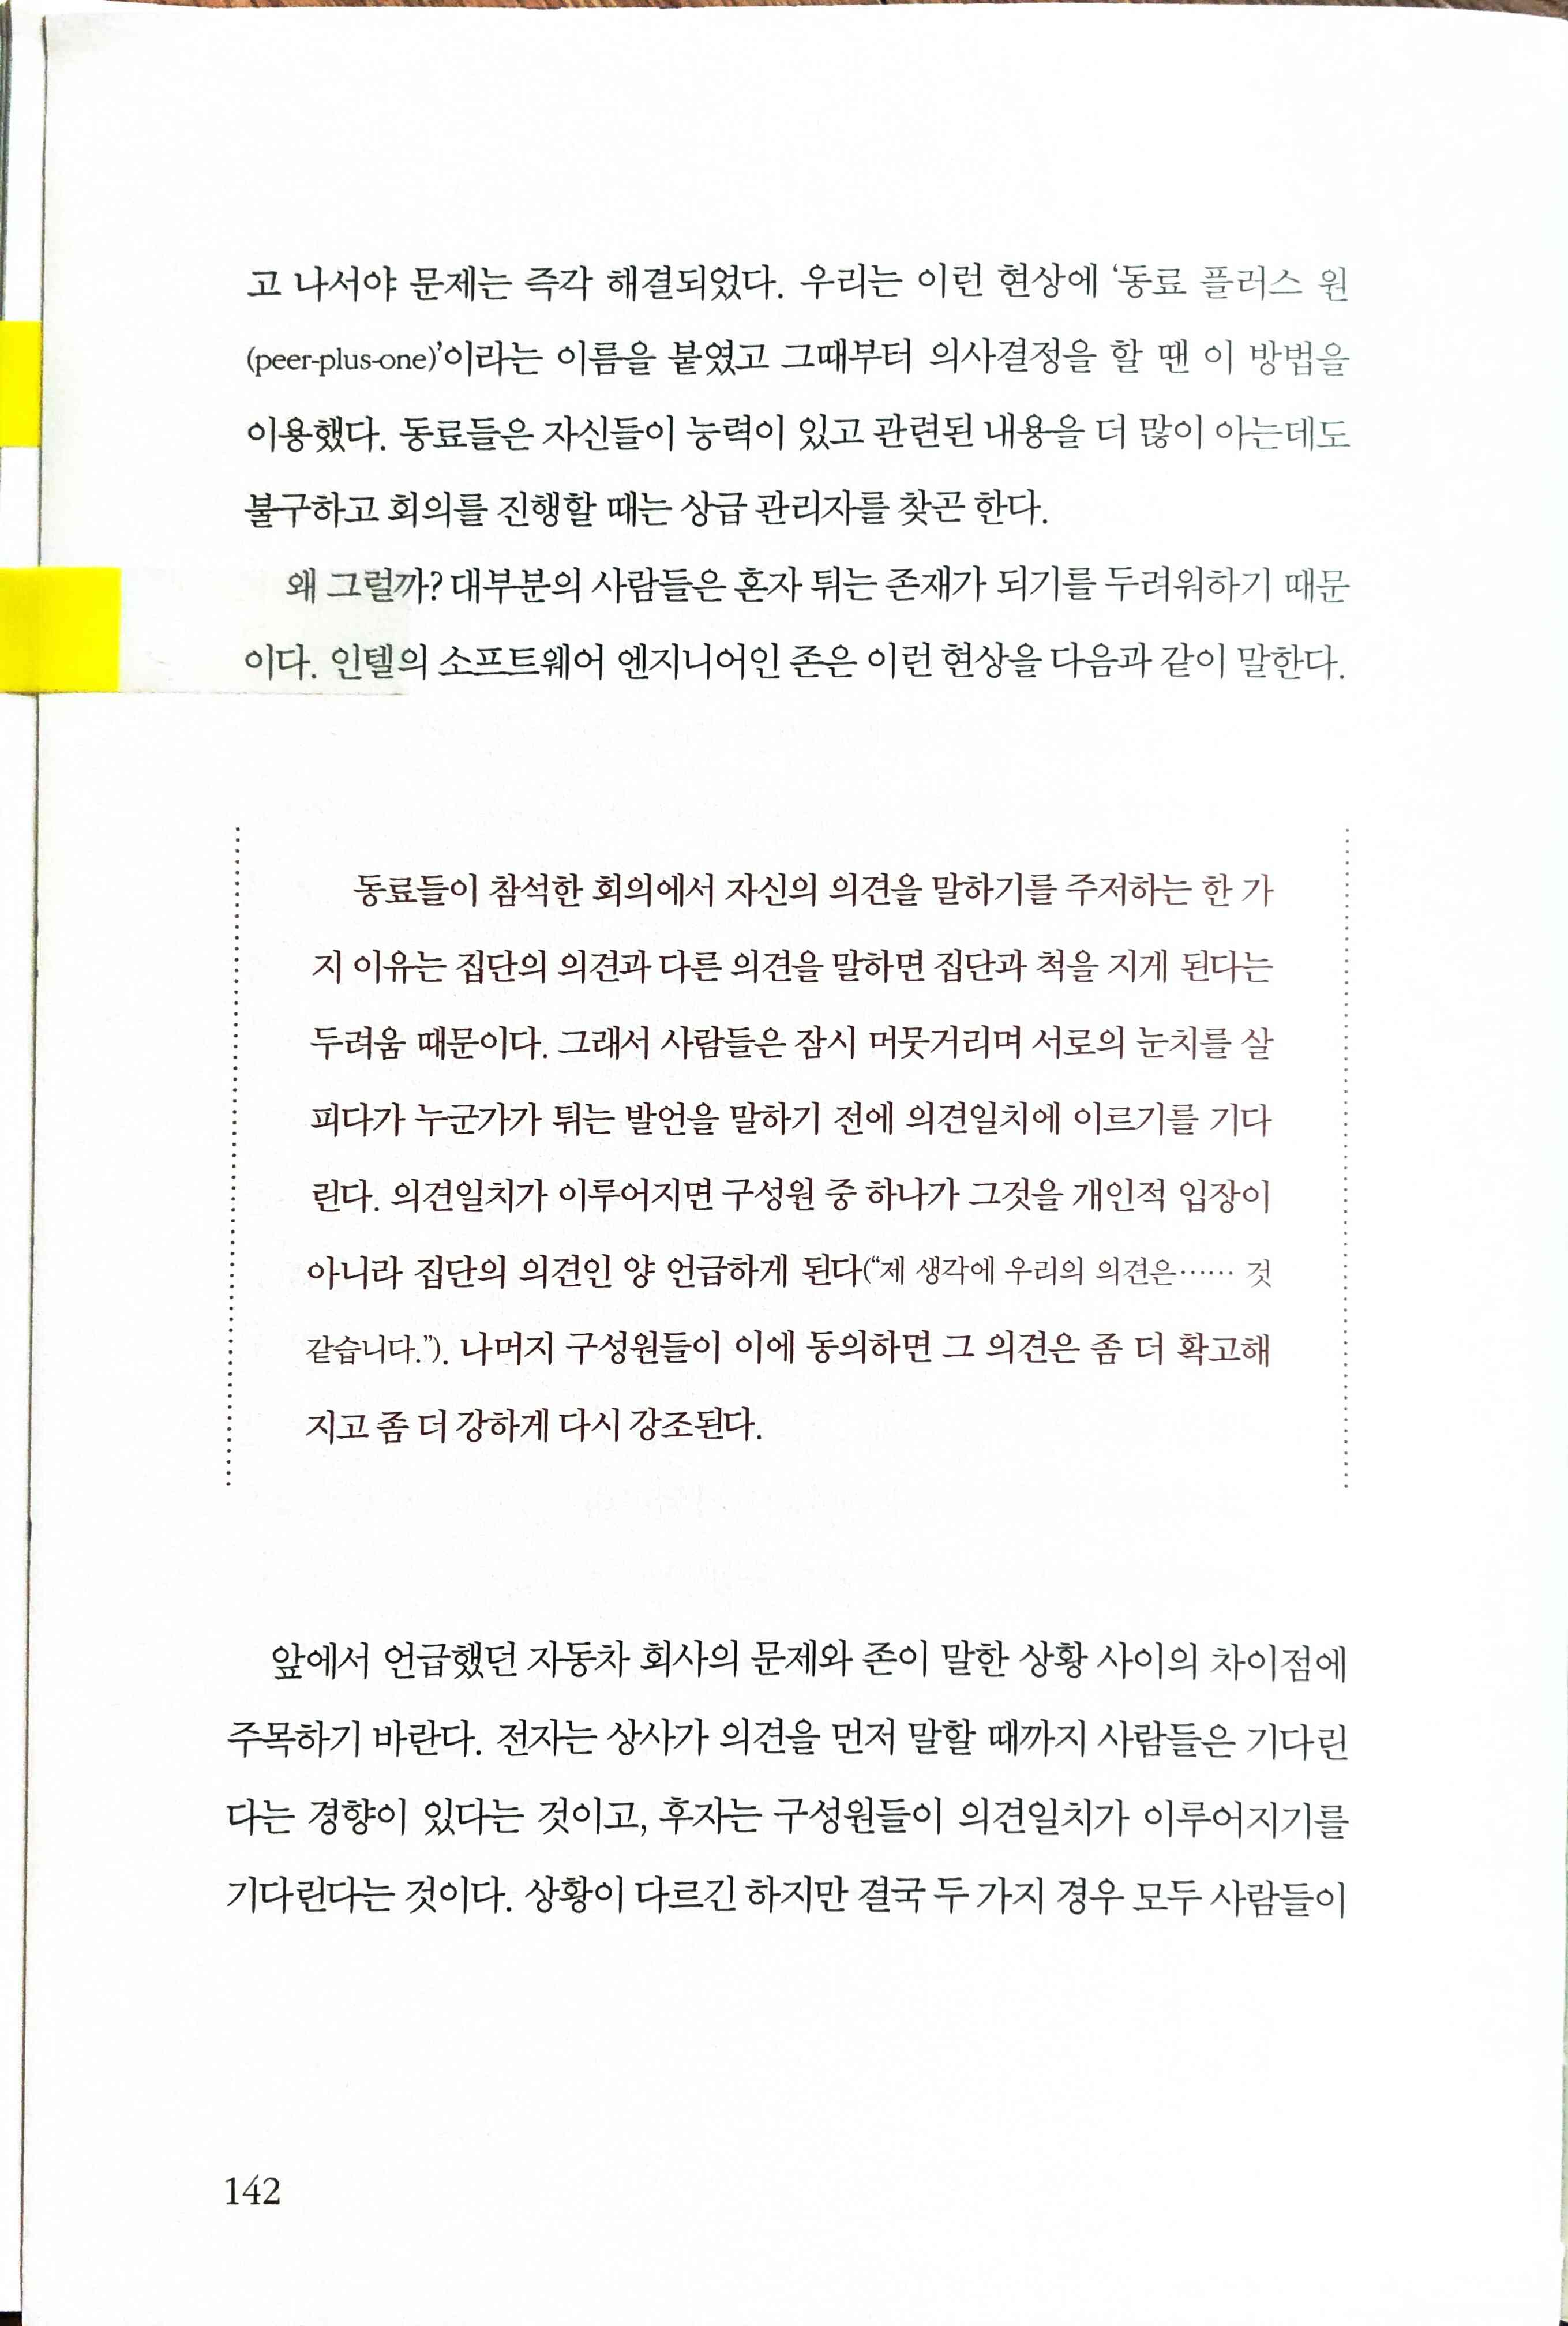 고 나서야 문제는 즉각 해결되었다. 우리는 이런 현상에 ‘동료 플러스 원
(peer-plus-one)’이라는 이름을 붙였고 그때부터 의사결정을 할 땐 이 방법을
이용했다. 동료들은 자신들이 능력이 있고 관련된 내용을 더 많이 아는데도
불구하고 회의를 진행할 때는 상급 관리자를 찾곤 한다.
왜 그럴까? 대부분의 사람들은 혼자 튀는 존재가 되기를 두려워하기 때문
이다. 인텔의 소프트웨어 엔지니어인 존은 이런 현상을 다음과 같이 말한다.
동료들이 참석한 회의에서 자신의 의견을 말하기를 주저하는 한 가
지 이유는 집단의 의견과 다른 의견을 말하면 집단과 척을 지게 된다는
두려움 때문이다. 그래서 사람들은 잠시 머뭇거리며 서로의 눈치를 살
피다가 누군가가 튀는 발언을 말하기 전에 의견일치에 이르기를 기다
린다. 의견일치가 이루어지면 구성원 중 하나가 그것을 개인적 입장이
아니라 집단의 의견인 양 언급하게 된다(“제 생각에 우리의 의견은…… 것
같습니다.”). 나머지 구성원들이 이에 동의하면 그 의견은 좀 더 확고해
지고 좀 더 강하게 다시 강조된다.
앞에서 언급했던 자동차 회사의 문제와 존이 말한 상황 사이의 차이점에
주목하기 바란다. 전자는 상사가 의견을 먼저 말할 때까지 사람들은 기다린
다는 경향이 있다는 것이고, 후자는 구성원들이 의견일치가 이루어지기를
기다린다는 것이다. 상황이 다르긴 하지만 결국 두 가지 경우 모두 사람들이
142